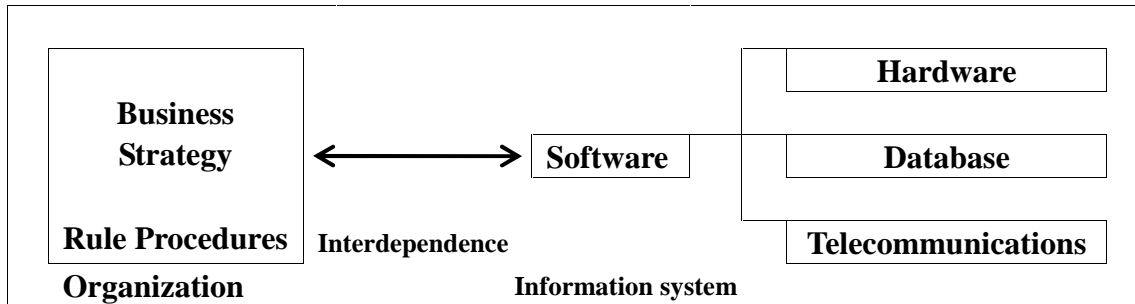 Business
Strategy
Rule Procedures
Organization
Interdependence
Software
Information system
Hardware
Database
Telecommunications